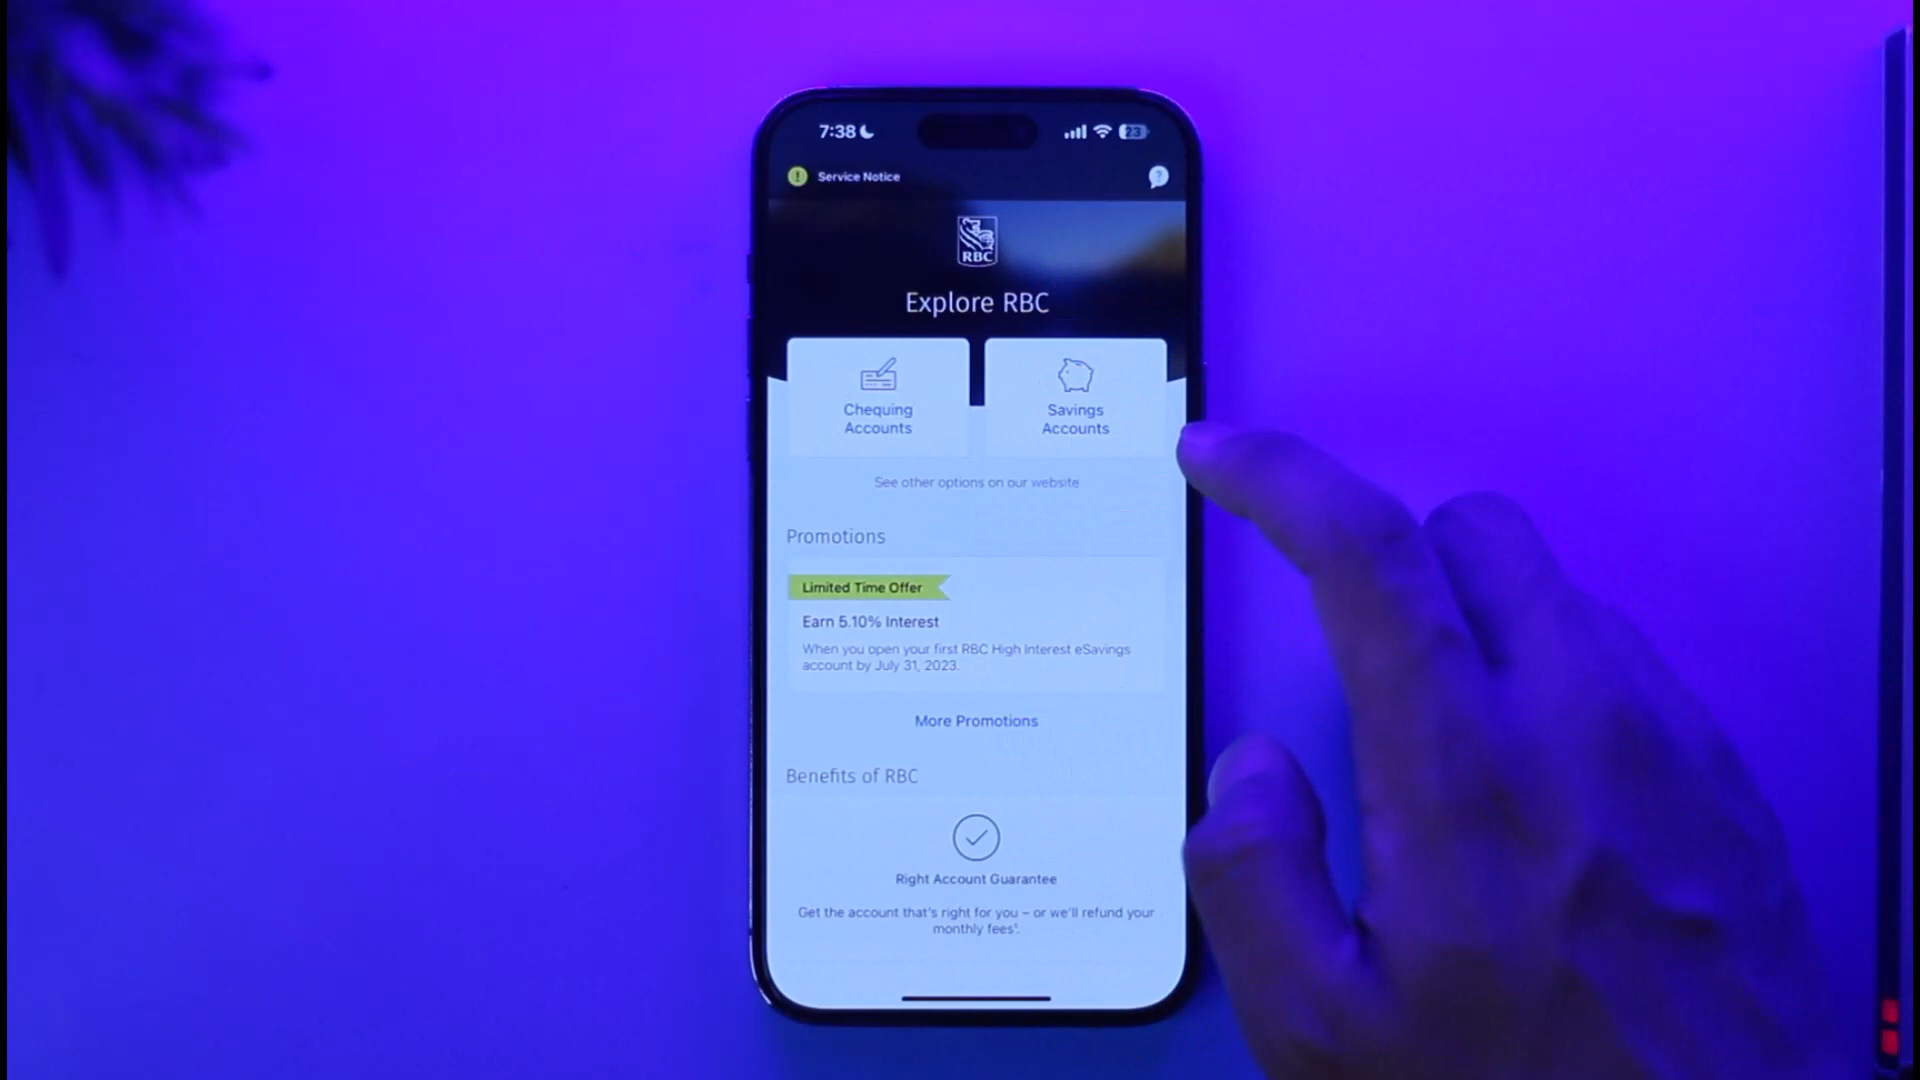 7:38
23
Service Notice
RBC
Explore RBC
Chequing
Accounts
Savings
Accounts
See other options on our website
Promotions
Limited Time Offer
Earn 5.10% Interest
When you open your first RBC High Interest eSavings
account by July 31, 2023.
More Promotions
Benefits of RBC
Right Account Guarantee
Get the account that's right for you – or we'll refund your
monthly fees¹.